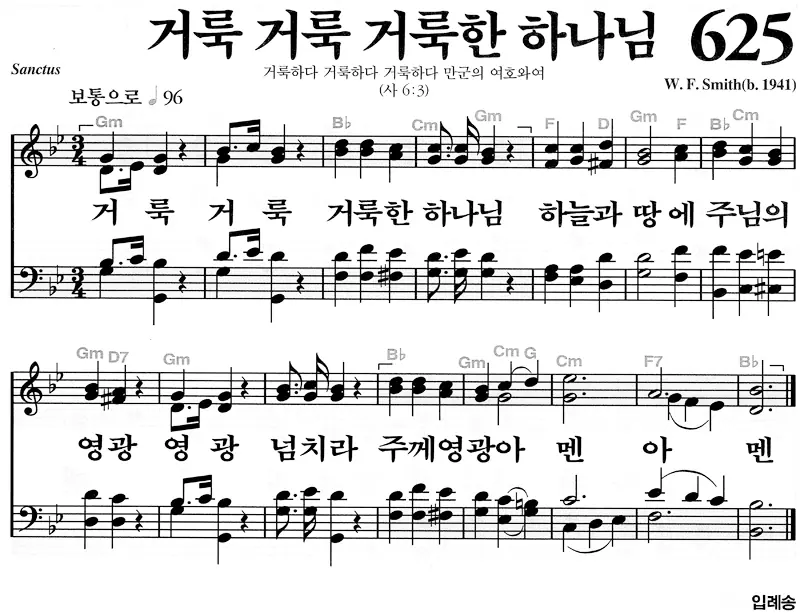 거룩 거룩 거룩한 하나님 625
Sanctus
거룩하다 거룩하다 거룩하다 만군의 여호와여
(사 6:3)
W. F. Smith(b. 1941)
보통으로 ♩96
Gm B♭ Cm Gm F D Gm F B♭ Cm
3/4
거 룩 거 룩 거룩한 하나님 하늘과 땅에 주님의
3/4
Gm D7 Gm B♭ Gm Cm G Cm F7 B♭
영광 영 광 넘치라 주께영광아 멘 아 멘
입례송